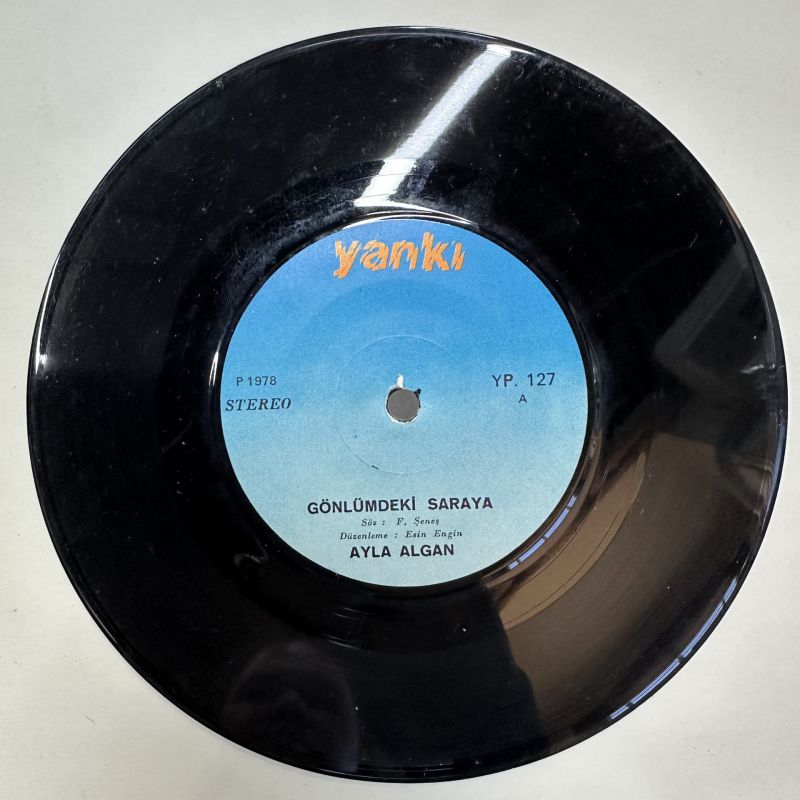 yankı
P 1978
YP. 127
STEREO
A
GÖNLÜMDEKİ SARAYA
Söz : F. Şeneş
Düzenleme : Esin Engin
AYLA ALGAN